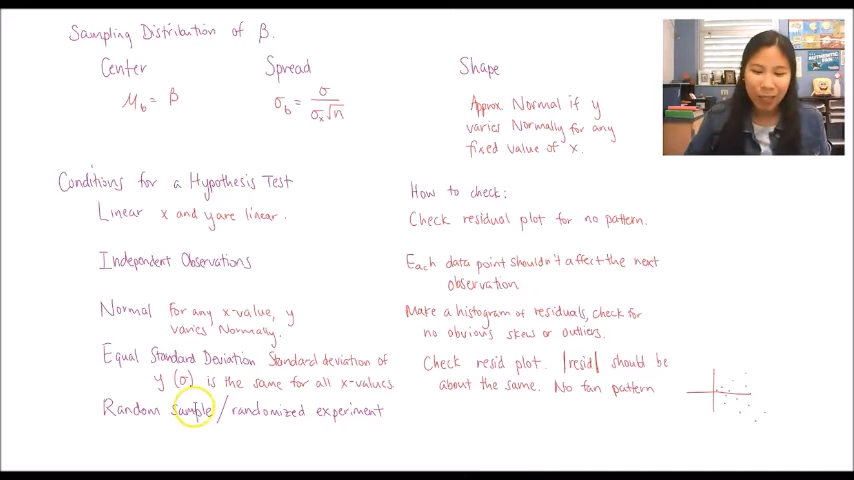 Sampling Distribution of β.
Center
Spread
Shape
μ_b = β
σ_b = σ / σ_x√n
Approx Normal if y
varies Normally for any
fixed value of x.
Conditions for a Hypothesis Test
How to check:
Linear x and y are linear.
Check residual plot for no pattern.
Independent Observations
Each data point shouldn't affect the next
observation
Normal For any x-value, y
varies Normally.
Make a histogram of residuals, check for
no obvious skew or outliers.
Equal Standard Deviation Standard deviation of
y (σ) is the same for all x-values
Check resid plot. |resid| should be
about the same. No fan pattern
Random sample / randomized experiment